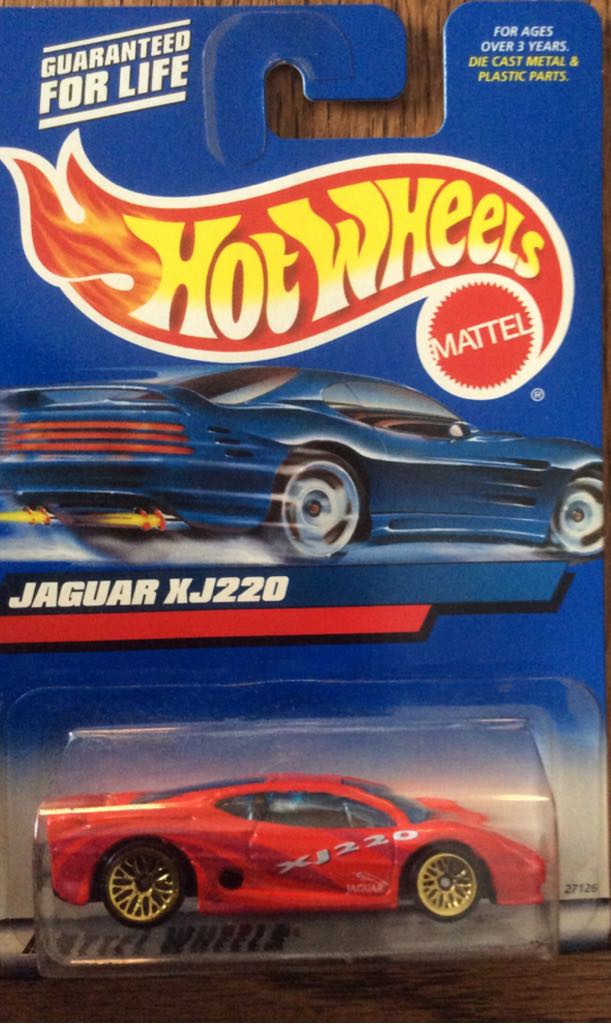 GUARANTEED
FOR LIFE
FOR AGES
OVER 3 YEARS.
DIE CAST METAL &
PLASTIC PARTS.
Hot Wheels
MATTEL
®
JAGUAR XJ220
XJ220
JAGUAR
27126
WHEELS